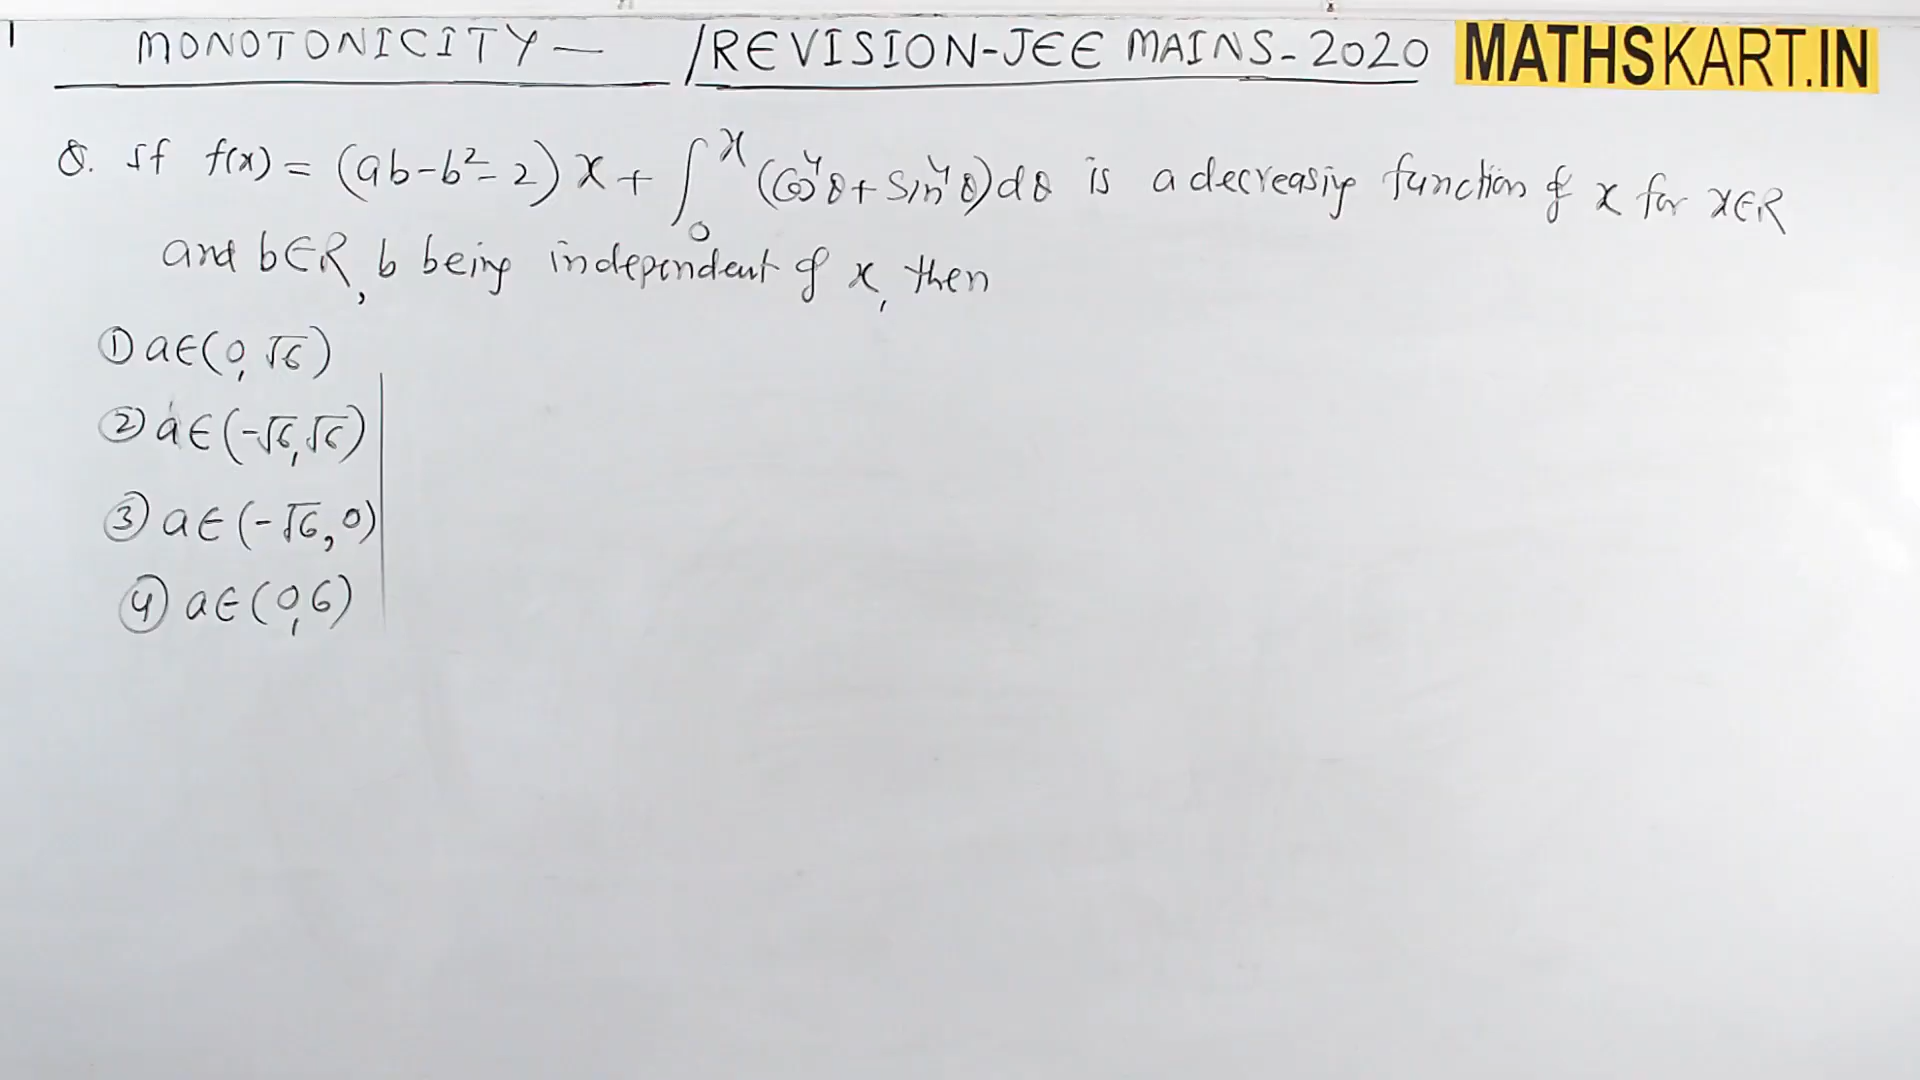 MONOTONICITY — /REVISION-JEE MAINS-2020 MATHSKART.IN
Q. If f(x) = (ab-b²-2)x + ∫₀ˣ (cos⁴θ + sin⁴θ)dθ is a decreasing function of x for x∈R
and b∈R, b being independent of x, then
① a∈(0,√6)
② a∈(-√6,√6)
③ a∈(-√6,0)
④ a∈(0,6)